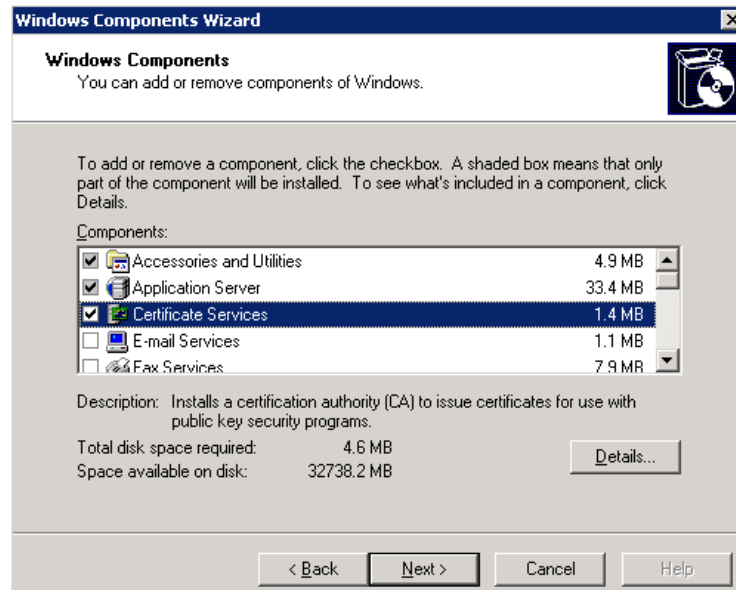 Windows Components Wizard
Windows Components
You can add or remove components of Windows.
To add or remove a component, click the checkbox. A shaded box means that only
part of the component will be installed. To see what's included in a component, click
Details.
Components:
Accessories and Utilities 4.9 MB
Application Server 33.4 MB
Certificate Services 1.4 MB
E-mail Services 1.1 MB
Fax Services 7.9 MB
Description: Installs a certification authority (CA) to issue certificates for use with
public key security programs.
Total disk space required: 4.6 MB
Space available on disk: 32738.2 MB
Details...
< Back Next > Cancel Help